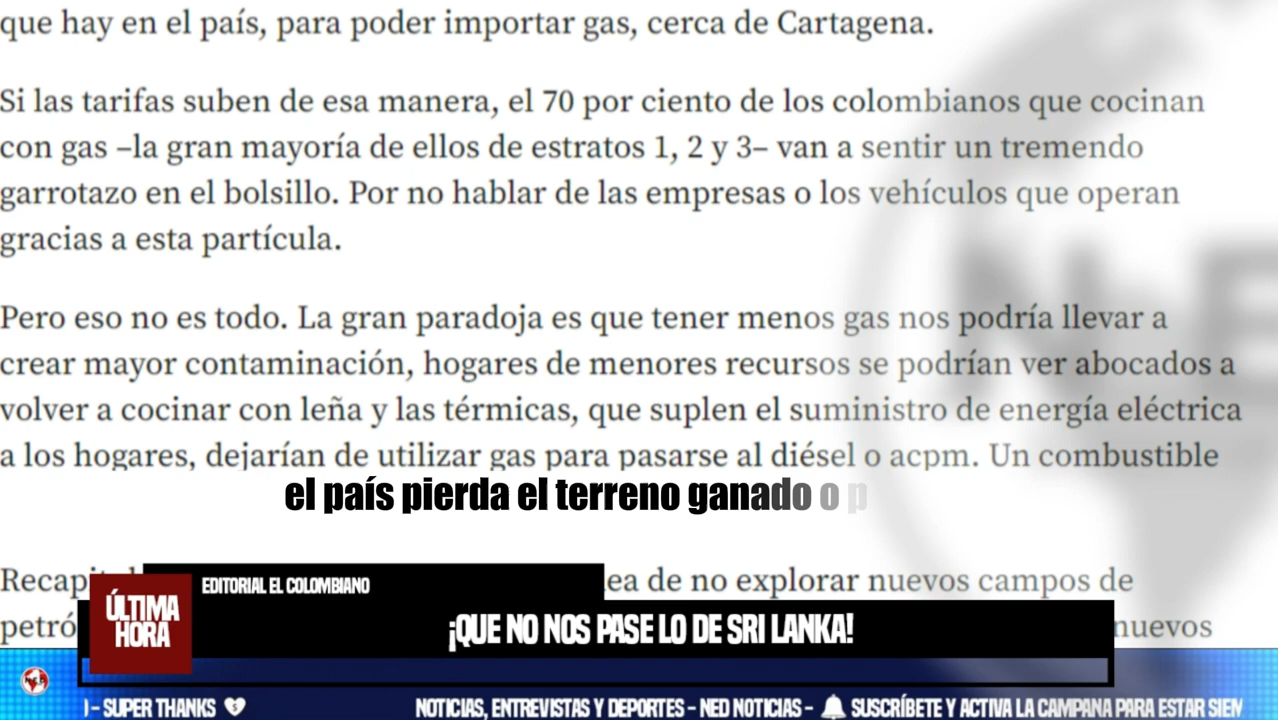 que hay en el país, para poder importar gas, cerca de Cartagena.
Si las tarifas suben de esa manera, el 70 por ciento de los colombianos que cocinan
con gas –la gran mayoría de ellos de estratos 1, 2 y 3– van a sentir un tremendo
garrotazo en el bolsillo. Por no hablar de las empresas o los vehículos que operan
gracias a esta partícula.
Pero eso no es todo. La gran paradoja es que tener menos gas nos podría llevar a
crear mayor contaminación, hogares de menores recursos se podrían ver abocados a
volver a cocinar con leña y las térmicas, que suplen el suministro de energía eléctrica
a los hogares, dejarían de utilizar gas para pasarse al diésel o acpm. Un combustible
el país pierda el terreno ganado o p
de no explorar nuevos campos de
EDITORIAL EL COLOMBIANO
ÚLTIMA
HORA
¡QUE NO NOS PASE LO DE SRI LANKA!
petró
nuevos
) - SUPER THANKS
NOTICIAS, ENTREVISTAS Y DEPORTES - NED NOTICIAS - SUSCRÍBETE Y ACTIVA LA CAMPANA PARA ESTAR SIEM